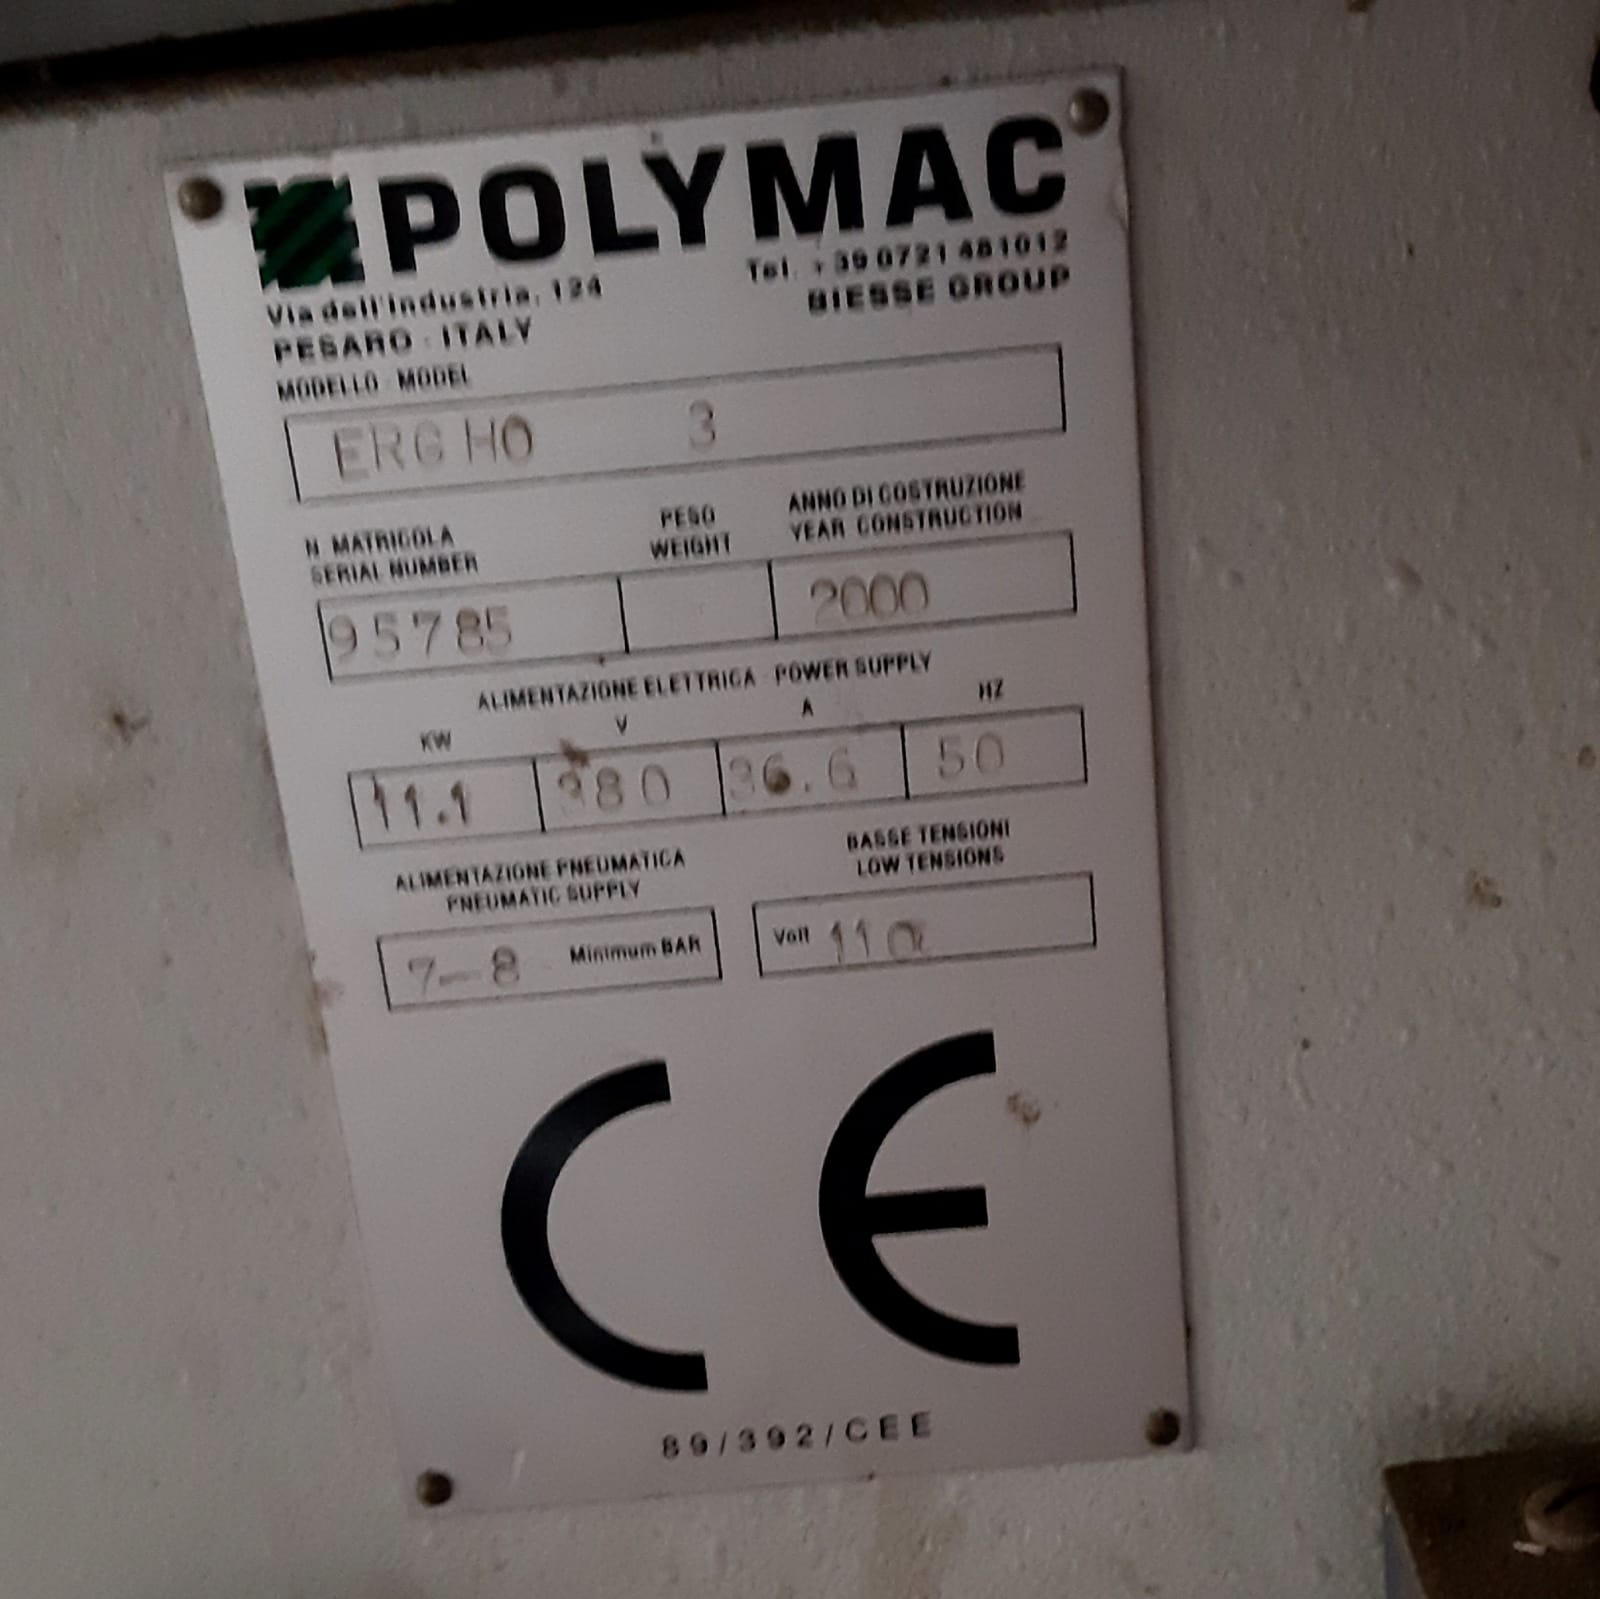 POLYMAC
Via dell'Industria, 124
Tel. +39 0721 481012
PESARO - ITALY
BIESSE GROUP
MODELLO - MODEL
ERGHO 3
N. MATRICOLA
SERIAL NUMBER
PESO
WEIGHT
ANNO DI COSTRUZIONE
YEAR CONSTRUCTION
95785
2000
ALIMENTAZIONE ELETTRICA - POWER SUPPLY
KW V A HZ
11.1 380 36.6 50
ALIMENTAZIONE PNEUMATICA
PNEUMATIC SUPPLY
BASSE TENSIONI
LOW TENSIONS
7-8 Minimum BAR
Volt 110
CE
89/392/CEE